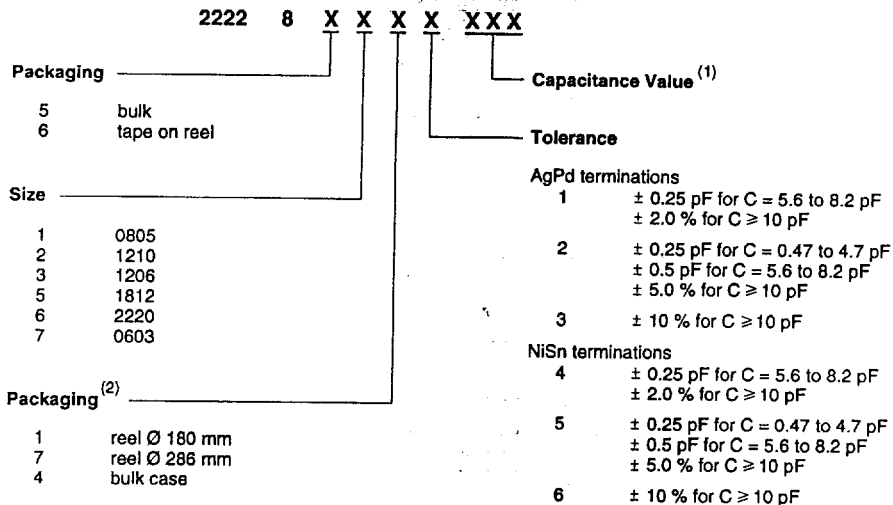 2222 8 X X X X XXX
Packaging
5 bulk
6 tape on reel
Size
1 0805
2 1210
3 1206
5 1812
6 2220
7 0603
Packaging (2)
1 reel Ø 180 mm
7 reel Ø 286 mm
4 bulk case
Capacitance Value (1)
Tolerance
AgPd terminations
1 ± 0.25 pF for C = 5.6 to 8.2 pF
± 2.0 % for C ≥ 10 pF
2 ± 0.25 pF for C = 0.47 to 4.7 pF
± 0.5 pF for C = 5.6 to 8.2 pF
± 5.0 % for C ≥ 10 pF
3 ± 10 % for C ≥ 10 pF
NiSn terminations
4 ± 0.25 pF for C = 5.6 to 8.2 pF
± 2.0 % for C ≥ 10 pF
5 ± 0.25 pF for C = 0.47 to 4.7 pF
± 0.5 pF for C = 5.6 to 8.2 pF
± 5.0 % for C ≥ 10 pF
6 ± 10 % for C ≥ 10 pF